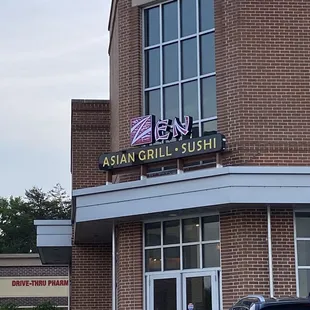 ZEN
ASIAN GRILL • SUSHI
DRIVE-THRU PHARM